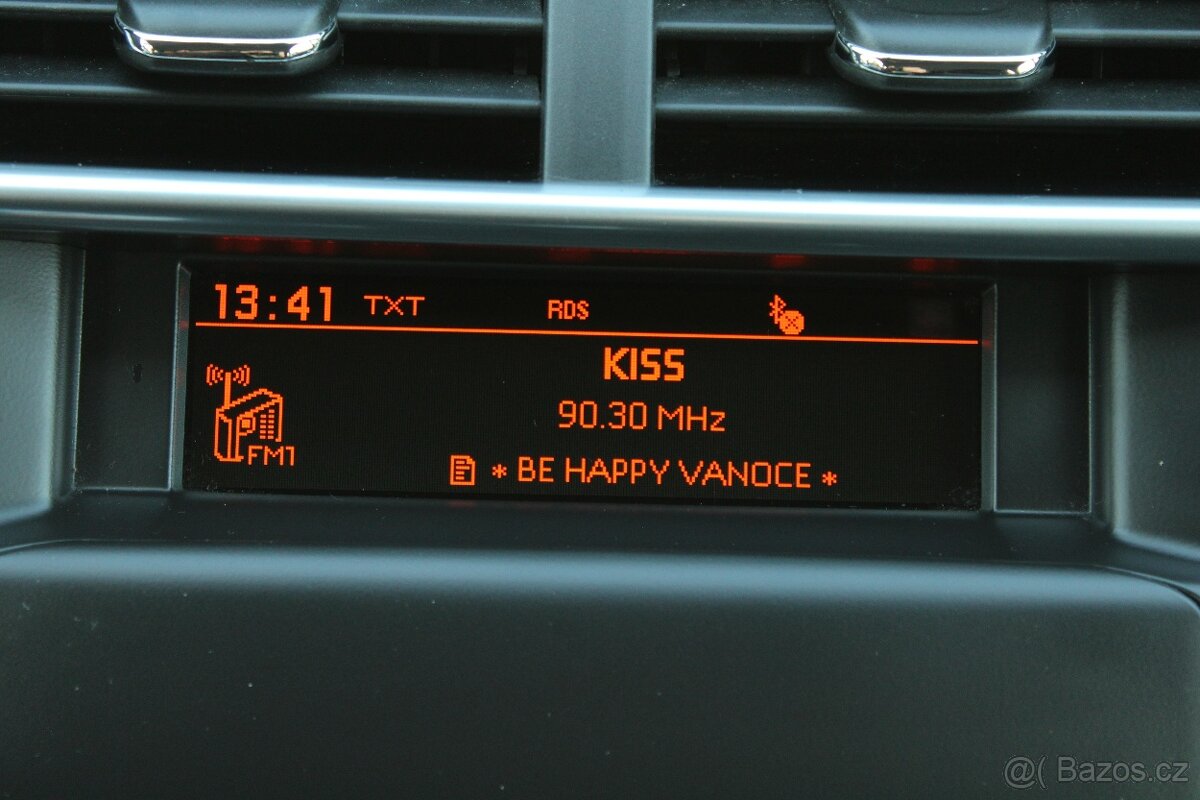 13:41 TXT RDS
KISS
90.30 MHz
FM1
* BE HAPPY VANOCE *
@( Bazos.cz